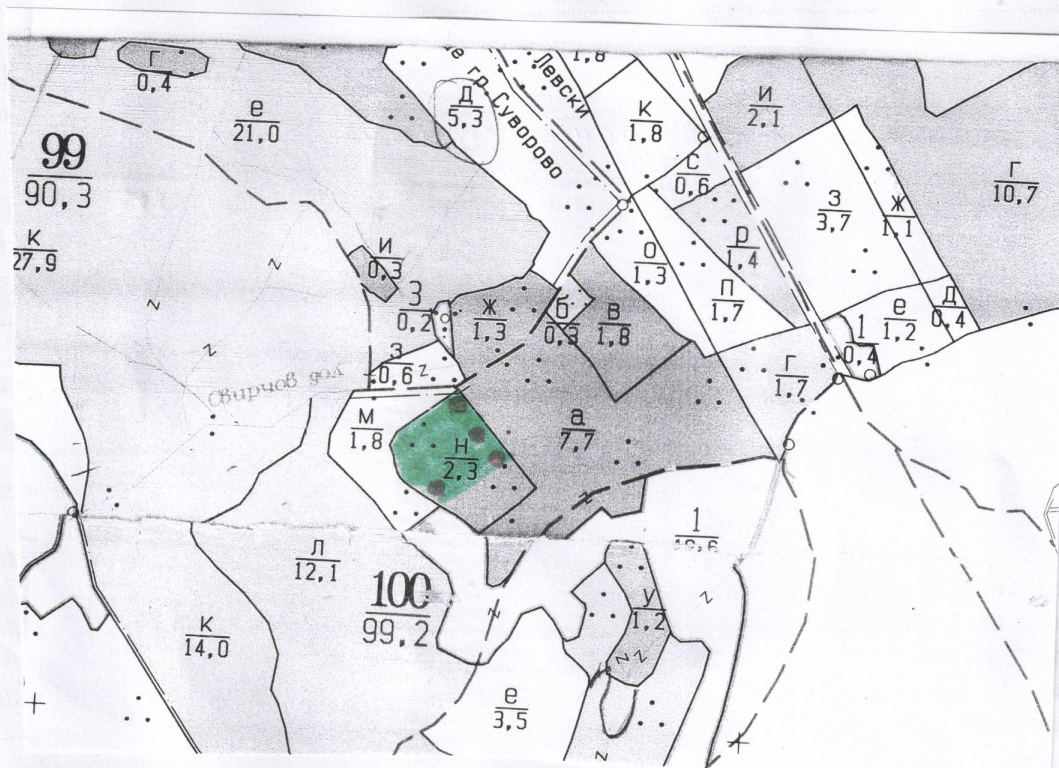 г
0,4
е
21,0
Д
5,3
гр. Суворово
Левски
1,8
К
1,8
и
2,1
г
10,7
99
90,3
с
0,6
З
3,7
ж
1,1
К
27,9
и
0,3
О
1,3
р
1,4
п
1,7
З
0,2
ж
1,3
б
0,3
в
1,8
1
0,4
е
1,2
Д
0,4
З
0,6
Свирчов дол
г
1,7
М
1,8
Н
2,3
а
7,7
1
Л
12,1
100
99,2
у
1,2
К
14,0
е
3,5